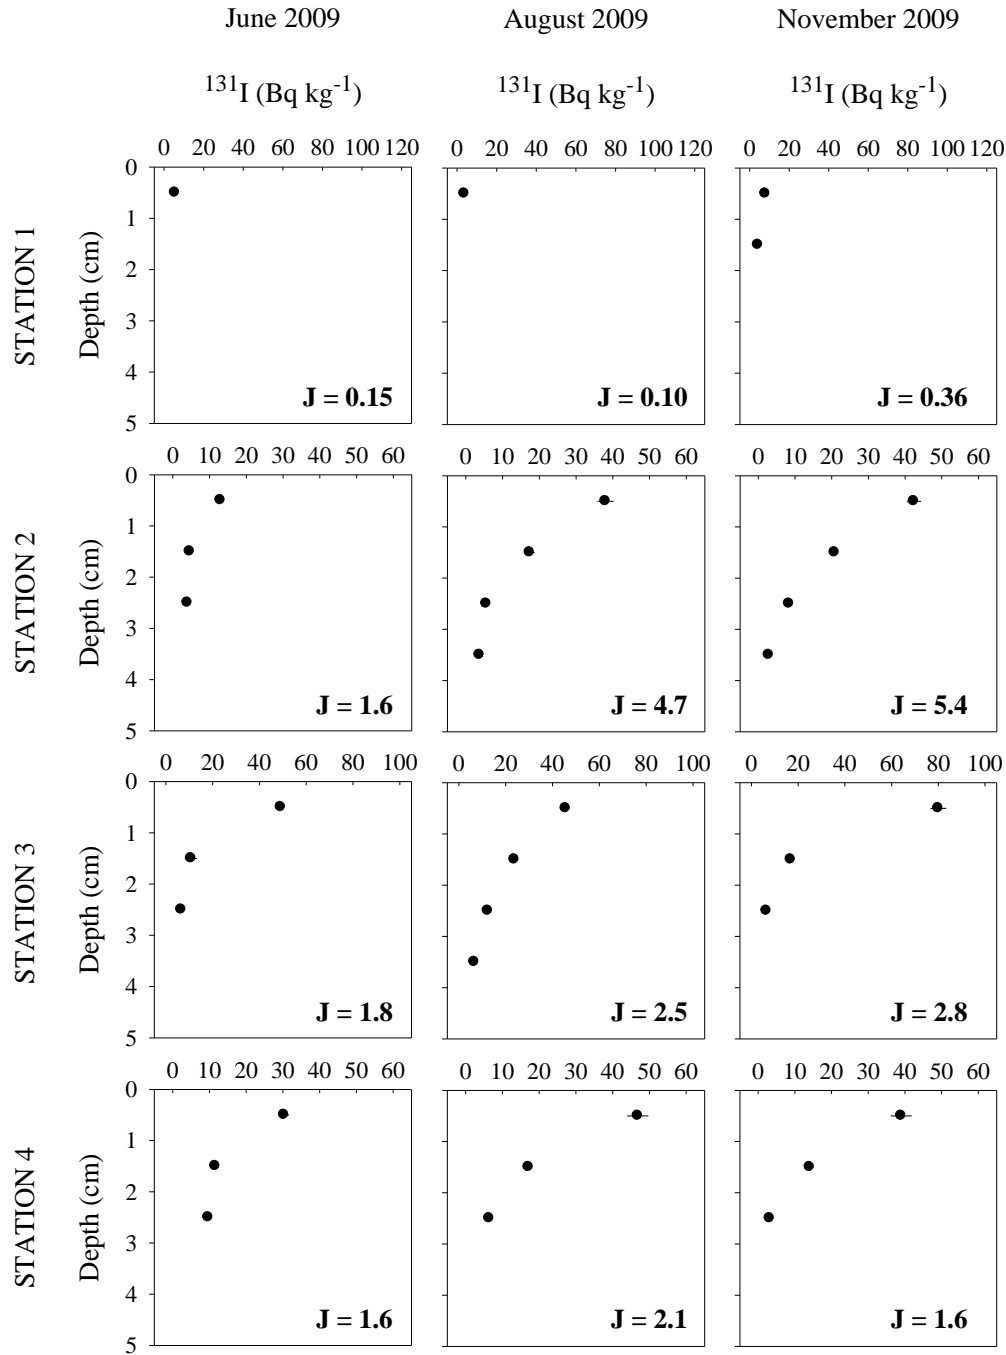 June 2009 August 2009 November 2009
¹³¹I (Bq kg⁻¹) ¹³¹I (Bq kg⁻¹) ¹³¹I (Bq kg⁻¹)
0 20 40 60 80 100 120 0 20 40 60 80 100 120 0 20 40 60 80 100 120
STATION 1
Depth (cm)
0
1
2
3
4
5
J = 0.15 J = 0.10 J = 0.36
0 10 20 30 40 50 60 0 10 20 30 40 50 60 0 10 20 30 40 50 60
STATION 2
Depth (cm)
0
1
2
3
4
5
J = 1.6 J = 4.7 J = 5.4
0 20 40 60 80 100 0 20 40 60 80 100 0 20 40 60 80 100
STATION 3
Depth (cm)
0
1
2
3
4
5
J = 1.8 J = 2.5 J = 2.8
0 10 20 30 40 50 60 0 10 20 30 40 50 60 0 10 20 30 40 50 60
STATION 4
Depth (cm)
0
1
2
3
4
5
J = 1.6 J = 2.1 J = 1.6